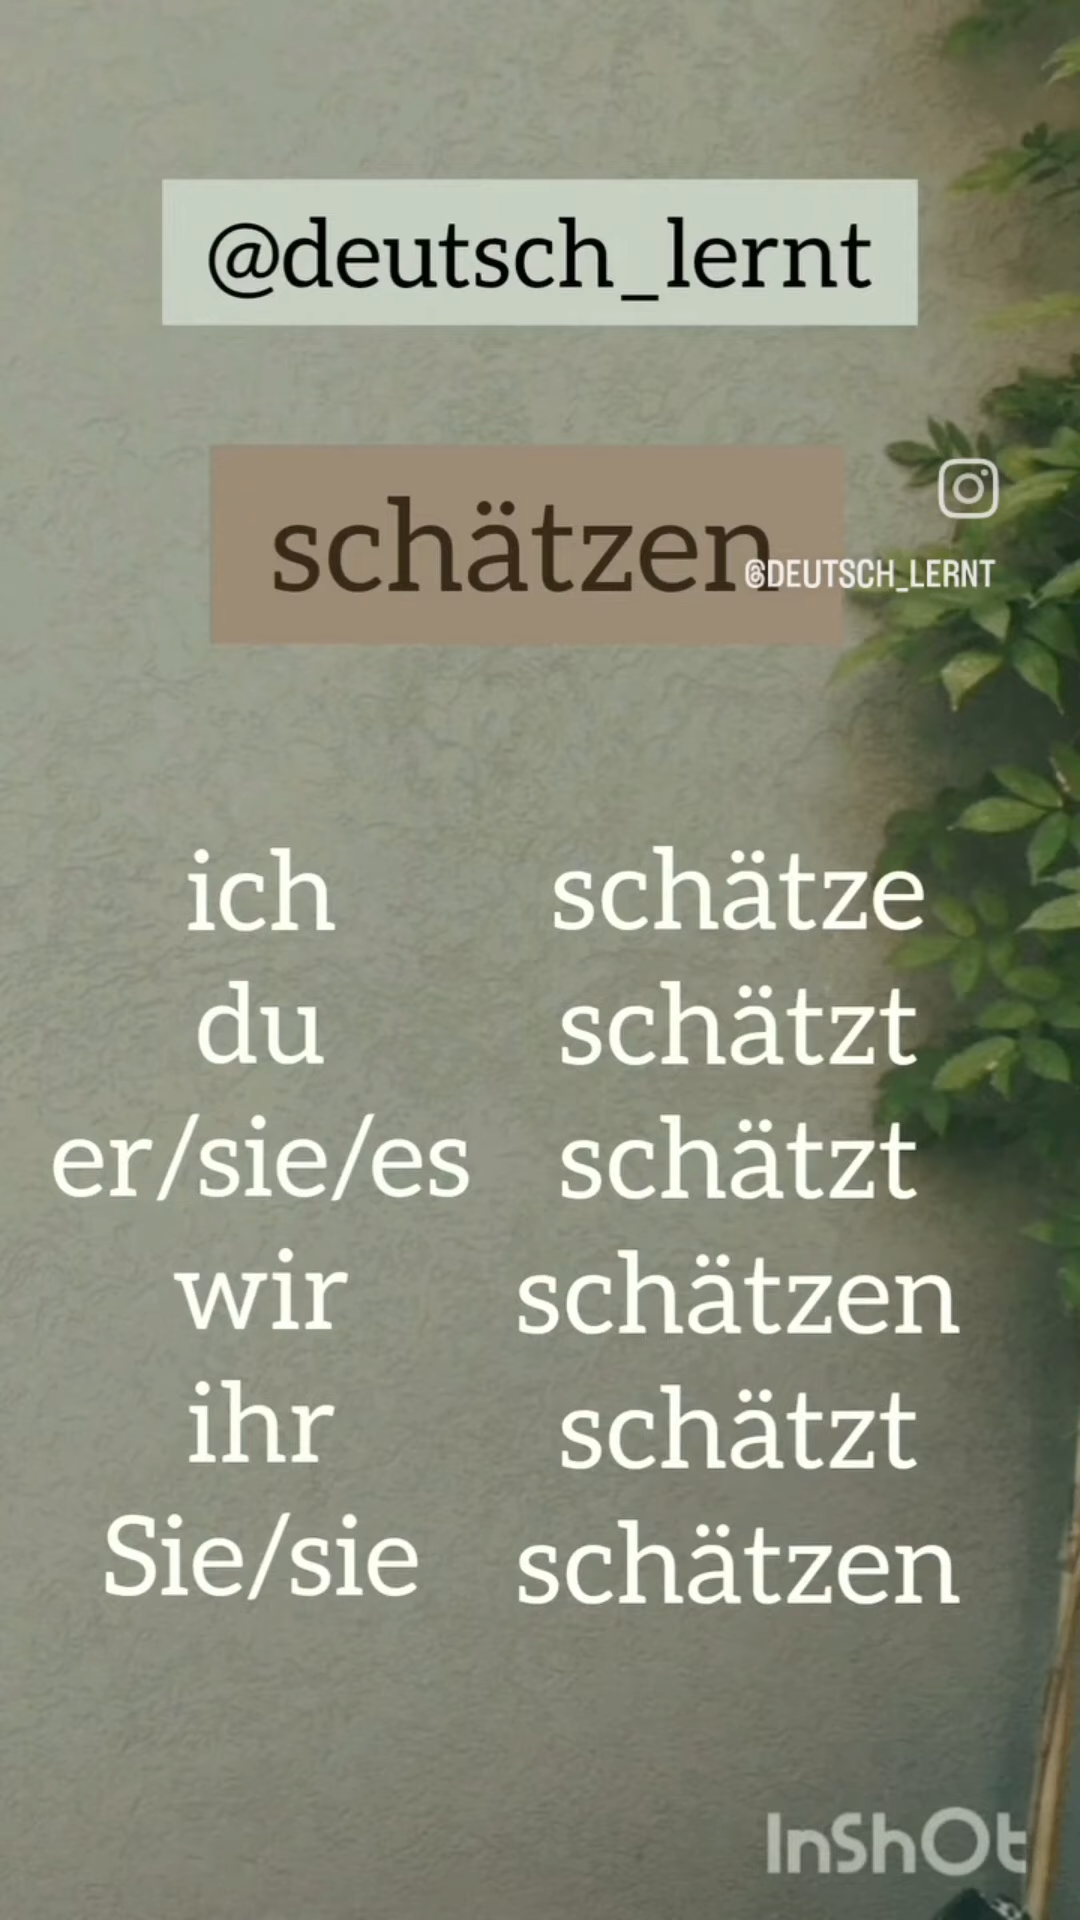 @deutsch_lernt
schätzen
@DEUTSCH_LERNT
ich schätze
du schätzt
er/sie/es schätzt
wir schätzen
ihr schätzt
Sie/sie schätzen
InShOt